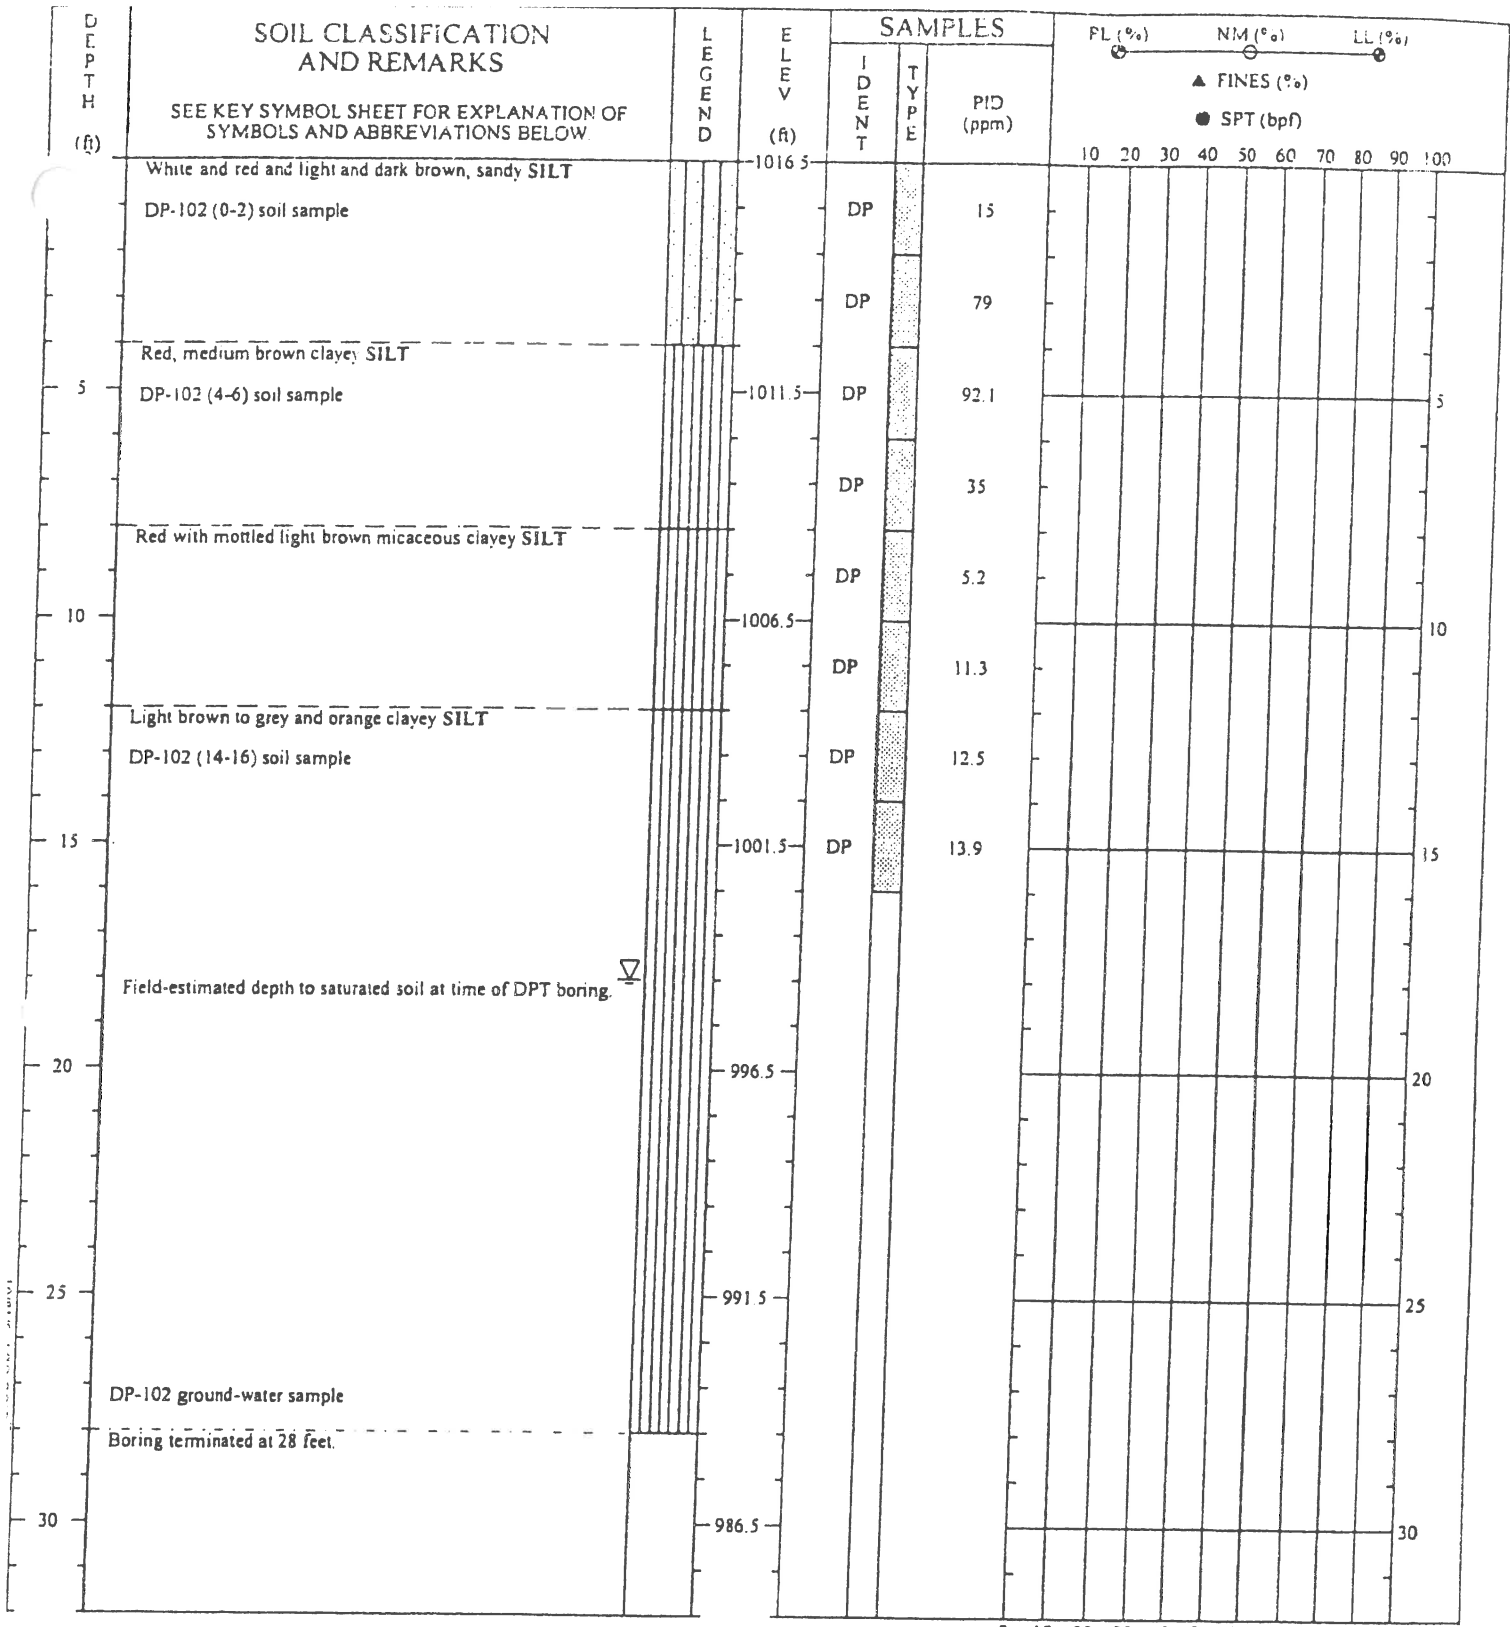 DEPTH (ft)
SOIL CLASSIFICATION
AND REMARKS
SEE KEY SYMBOL SHEET FOR EXPLANATION OF
SYMBOLS AND ABBREVIATIONS BELOW.
LEGEND
ELEV (ft)
SAMPLES
IDENT
TYPE
PID
(ppm)
PL (%) NM (%) LL (%)
▲ FINES (%)
● SPT (bpf)
10 20 30 40 50 60 70 80 90 100
1016.5
White and red and light and dark brown, sandy SILT
DP-102 (0-2) soil sample DP 15
DP 79
Red, medium brown clayey SILT
5 DP-102 (4-6) soil sample 1011.5 DP 92.1 5
DP 35
Red with mottled light brown micaceous clayey SILT
DP 5.2
10 1006.5 10
DP 11.3
Light brown to grey and orange clayey SILT
DP-102 (14-16) soil sample DP 12.5
15 1001.5 DP 13.9 15
Field-estimated depth to saturated soil at time of DPT boring.
20 996.5 20
25 991.5 25
DP-102 ground-water sample
Boring terminated at 28 feet.
30 986.5 30